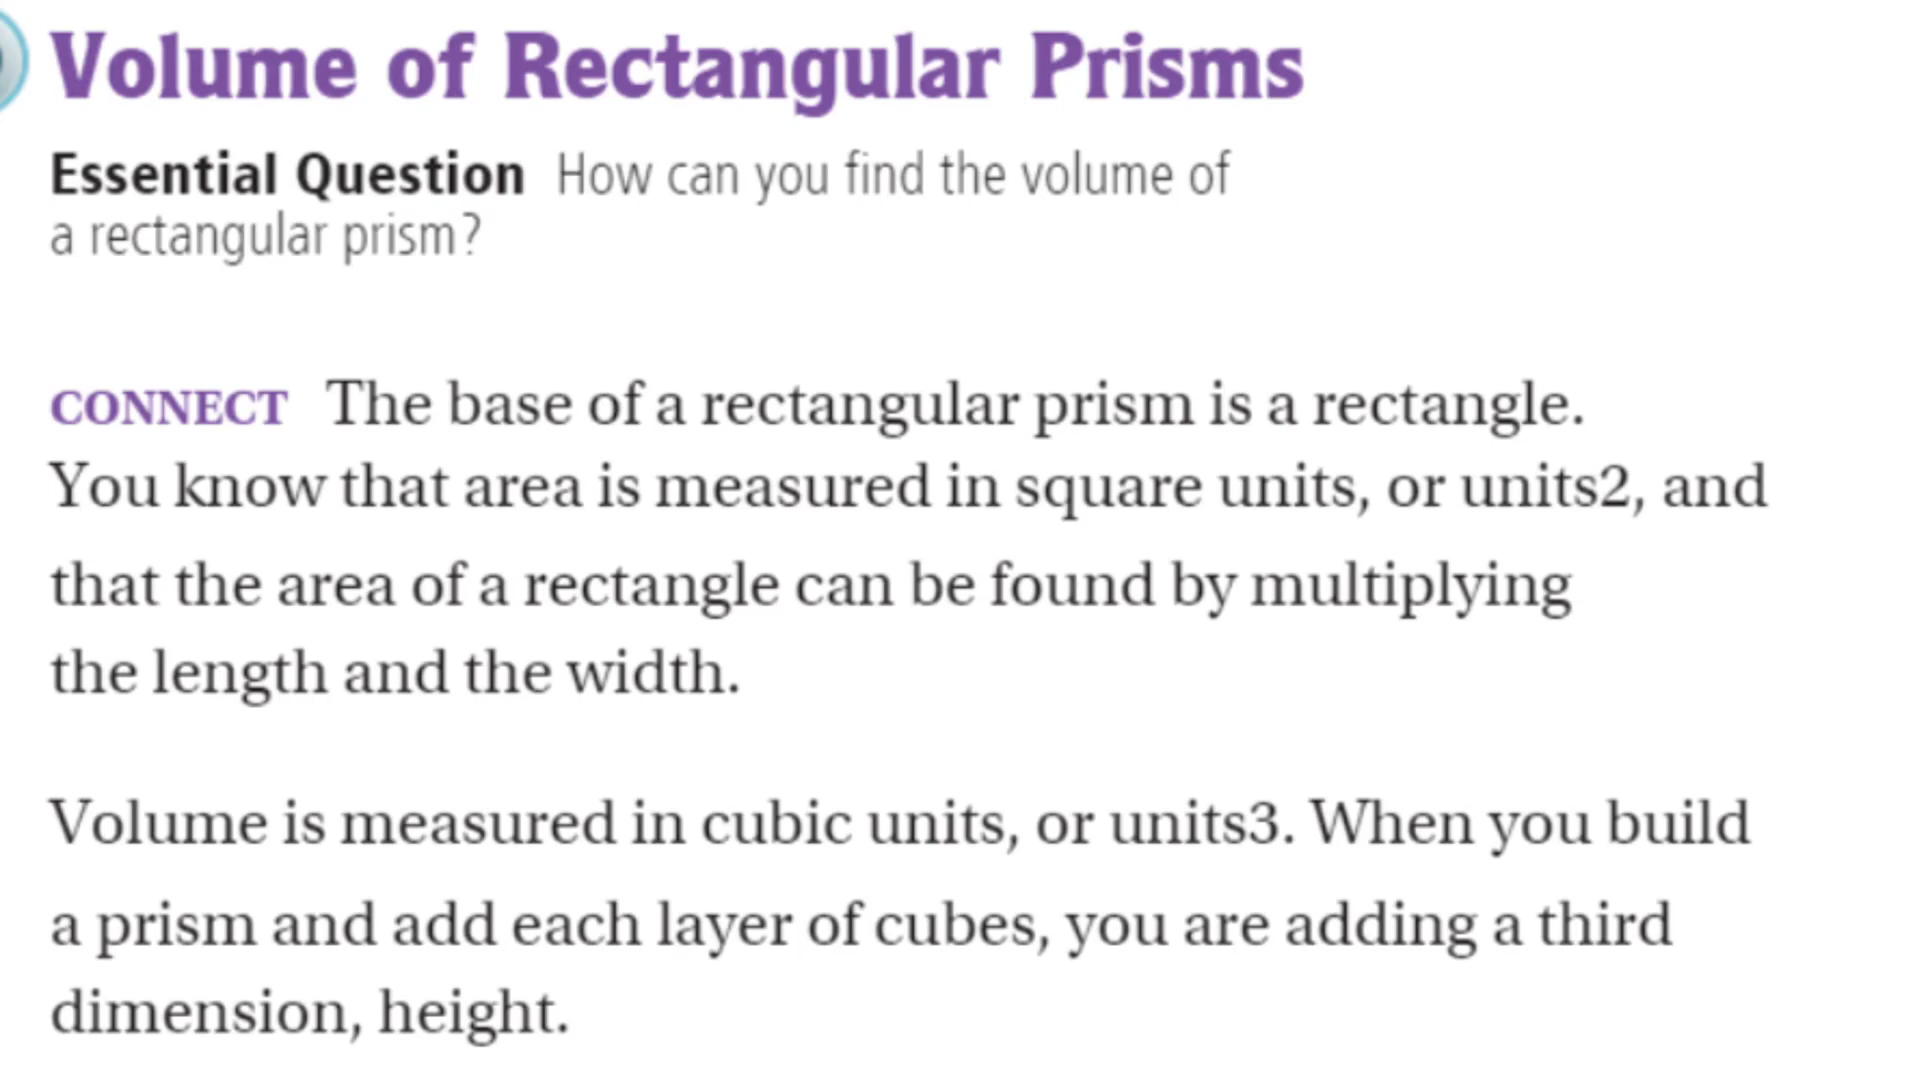 Volume of Rectangular Prisms
Essential Question How can you find the volume of
a rectangular prism?
CONNECT The base of a rectangular prism is a rectangle.
You know that area is measured in square units, or units2, and
that the area of a rectangle can be found by multiplying
the length and the width.
Volume is measured in cubic units, or units3. When you build
a prism and add each layer of cubes, you are adding a third
dimension, height.